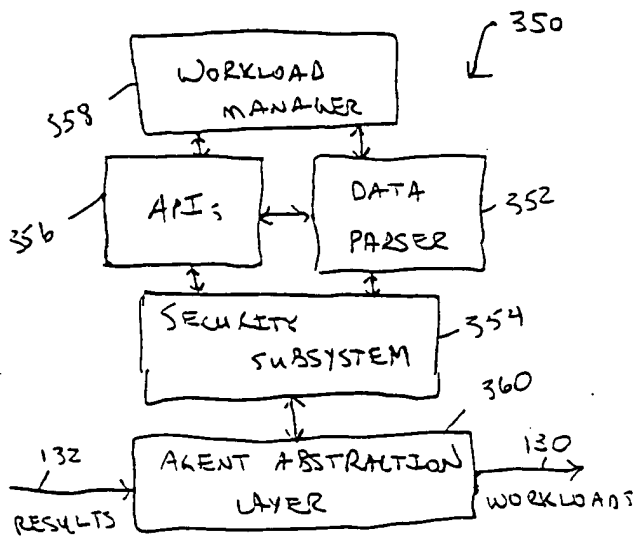 350
WORKLOAD
MANAGER
358
APIs
DATA
PARSER
352
356
SECURITY
SUBSYSTEM
354
360
132
AGENT ABSTRACTION
LAYER
130
RESULTS
WORKLOADS